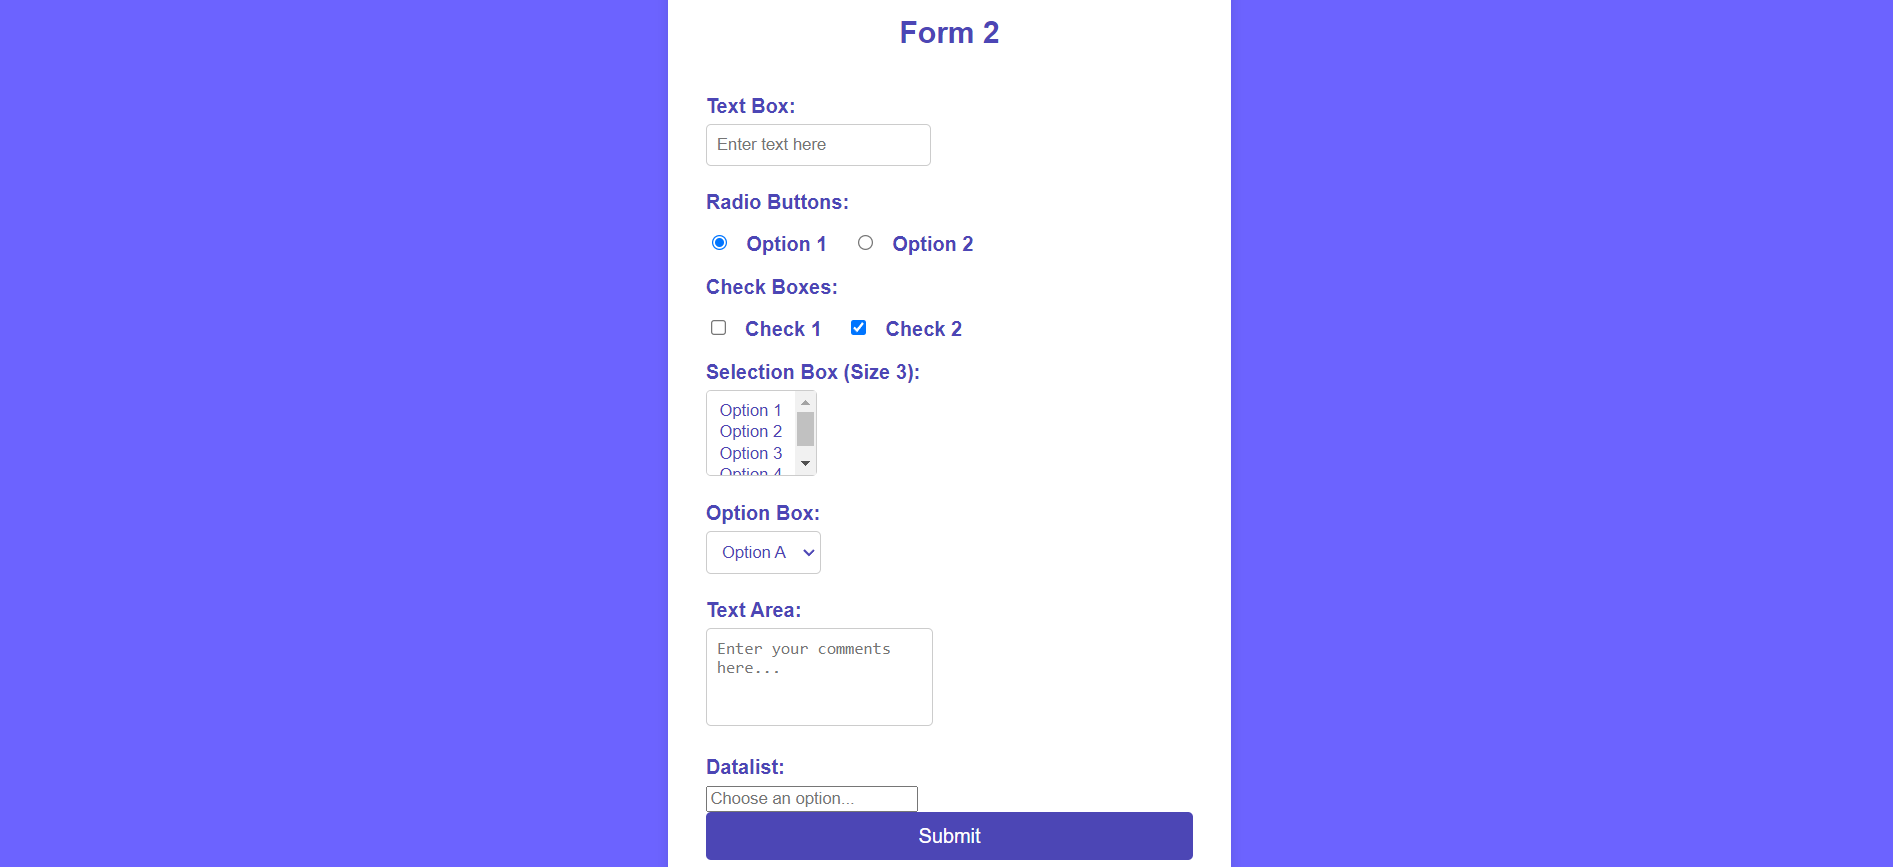 Form 2
Text Box:
Enter text here
Radio Buttons:
Option 1 Option 2
Check Boxes:
Check 1 Check 2
Selection Box (Size 3):
Option 1
Option 2
Option 3
Option 4
Option Box:
Option A
Text Area:
Enter your comments
here...
Datalist:
Choose an option...
Submit